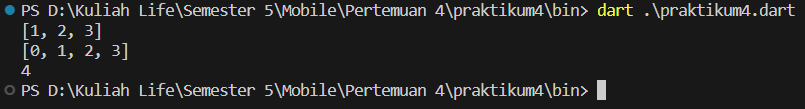 PS D:\Kuliah Life\Semester 5\Mobile\Pertemuan 4\praktikum4\bin> dart .\praktikum4.dart
[1, 2, 3]
[0, 1, 2, 3]
4
PS D:\Kuliah Life\Semester 5\Mobile\Pertemuan 4\praktikum4\bin>